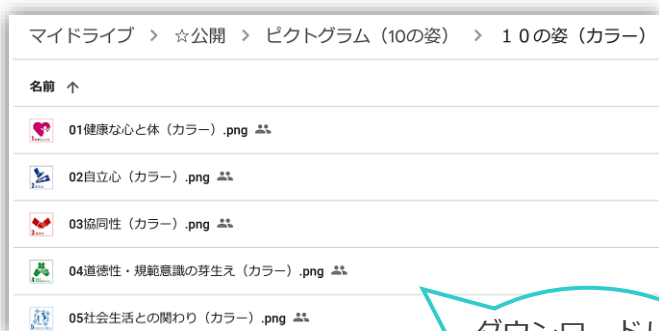 マイドライブ > ☆公開 > ピクトグラム（10の姿） > １０の姿（カラー）
名前 ↑
01健康な心と体（カラー）.png
02自立心（カラー）.png
03協同性（カラー）.png
04道徳性・規範意識の芽生え（カラー）.png
05社会生活との関わり（カラー）.png